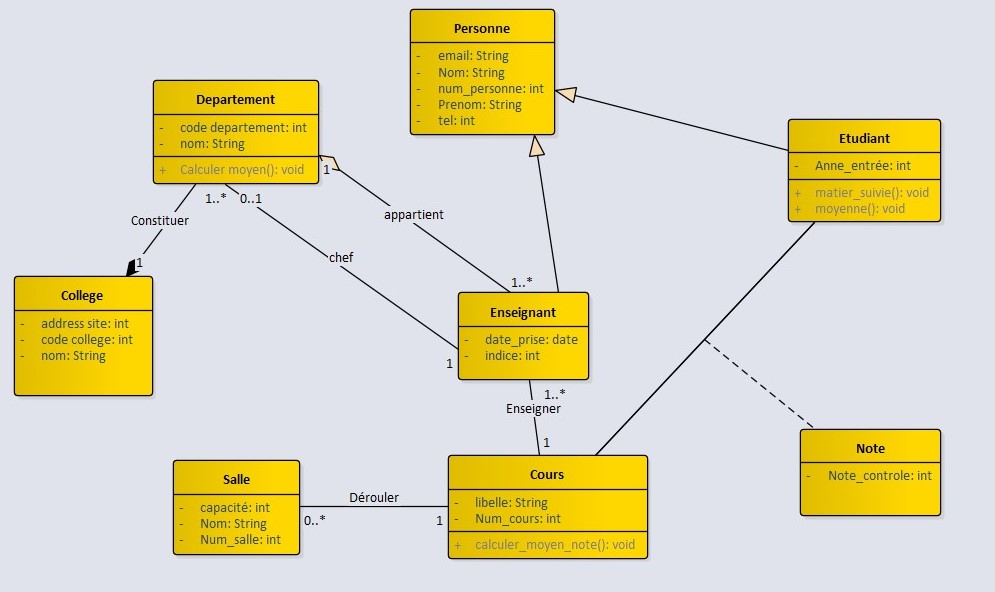 Personne
- email: String
- Nom: String
- num_personne: int
- Prenom: String
- tel: int
Departement
- code departement: int
- nom: String
+ Calculer moyen(): void
Etudiant
- Anne_entrée: int
+ matier_suivie(): void
+ moyenne(): void
1
1..*
0..1
Constituer
appartient
chef
1
1..*
College
- address site: int
- code college: int
- nom: String
Enseignant
- date_prise: date
- indice: int
1
1..*
Enseigner
1
Note
- Note_controle: int
Salle
- capacité: int
- Nom: String
- Num_salle: int
Dérouler
0..*
1
Cours
- libelle: String
- Num_cours: int
+ calculer_moyen_note(): void